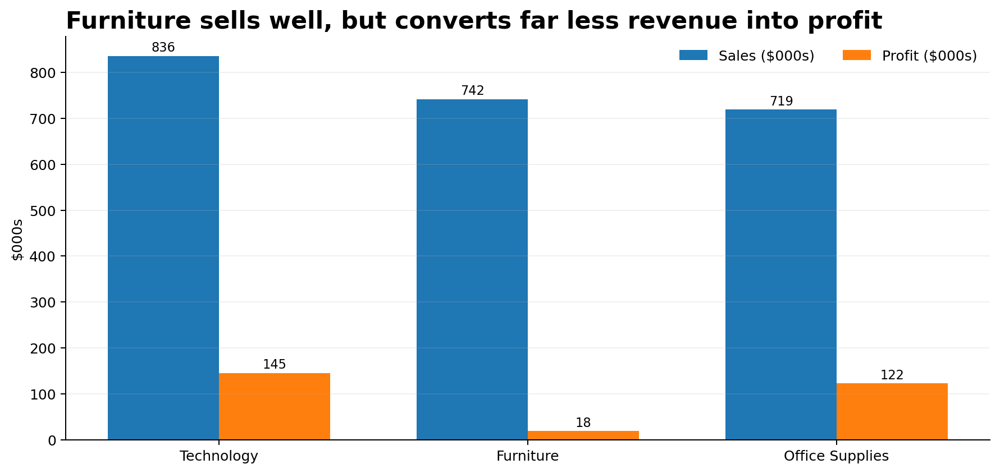 Furniture sells well, but converts far less revenue into profit
Sales ($000s)
Profit ($000s)
836
742
719
145
18
122
800
700
600
500
400
300
200
100
0
$000s
Technology
Furniture
Office Supplies